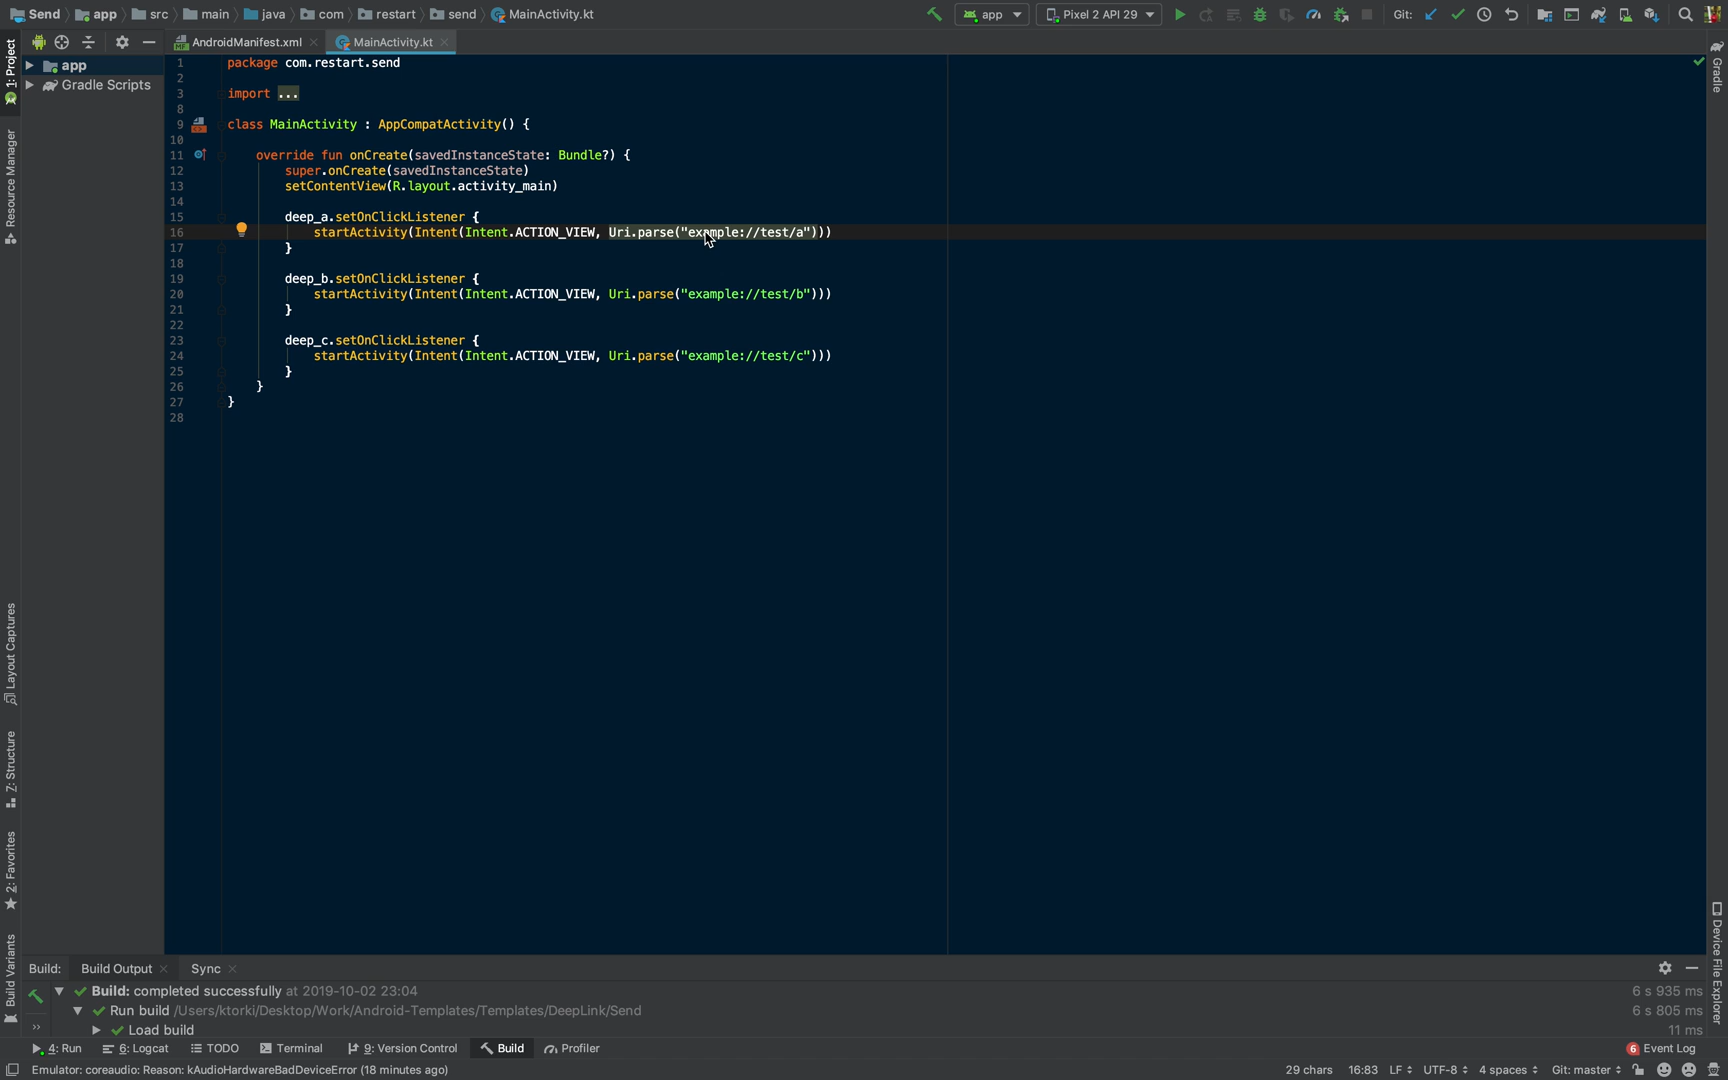 Send app src main java com restart send MainActivity.kt app Pixel 2 API 29 Git:
1: Project
Resource Manager
Layout Captures
Z: Structure
2: Favorites
Build Variants
app
Gradle Scripts
AndroidManifest.xml MainActivity.kt
1 package com.restart.send
2
3 import ...
8
9 class MainActivity : AppCompatActivity() {
10
11 override fun onCreate(savedInstanceState: Bundle?) {
12 super.onCreate(savedInstanceState)
13 setContentView(R.layout.activity_main)
14
15 deep_a.setOnClickListener {
16 startActivity(Intent(Intent.ACTION_VIEW, Uri.parse("example://test/a")))
17 }
18
19 deep_b.setOnClickListener {
20 startActivity(Intent(Intent.ACTION_VIEW, Uri.parse("example://test/b")))
21 }
22
23 deep_c.setOnClickListener {
24 startActivity(Intent(Intent.ACTION_VIEW, Uri.parse("example://test/c")))
25 }
26 }
27 }
28
Gradle
Device File Explorer
Build: Build Output Sync
Build: completed successfully at 2019-10-02 23:04 6 s 935 ms
Run build /Users/ktorki/Desktop/Work/Android-Templates/Templates/DeepLink/Send 6 s 805 ms
Load build 11 ms
4: Run 6: Logcat TODO Terminal 9: Version Control Build Profiler 6 Event Log
Emulator: coreaudio: Reason: kAudioHardwareBadDeviceError (18 minutes ago) 29 chars 16:83 LF UTF-8 4 spaces Git: master